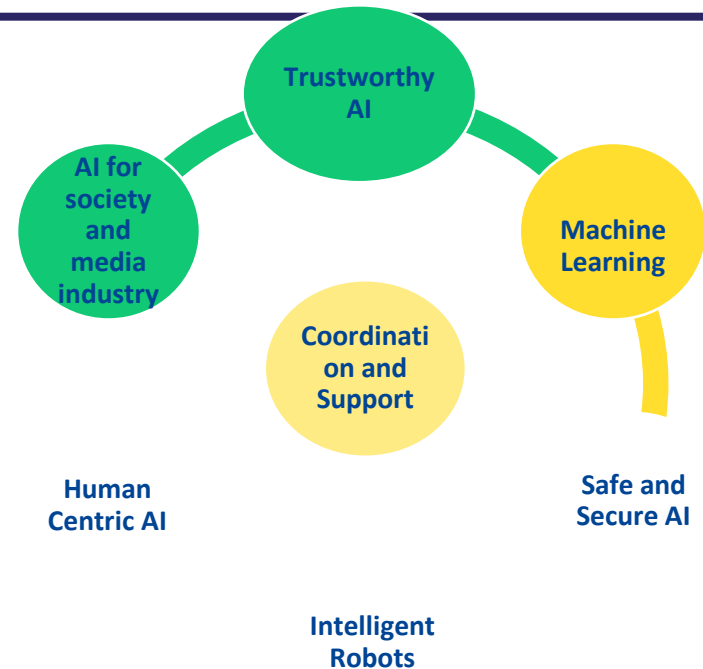 Trustworthy
AI
AI for
society
and
media
industry
Machine
Learning
Coordinati
on and
Support
Human
Centric AI
Safe and
Secure AI
Intelligent
Robots